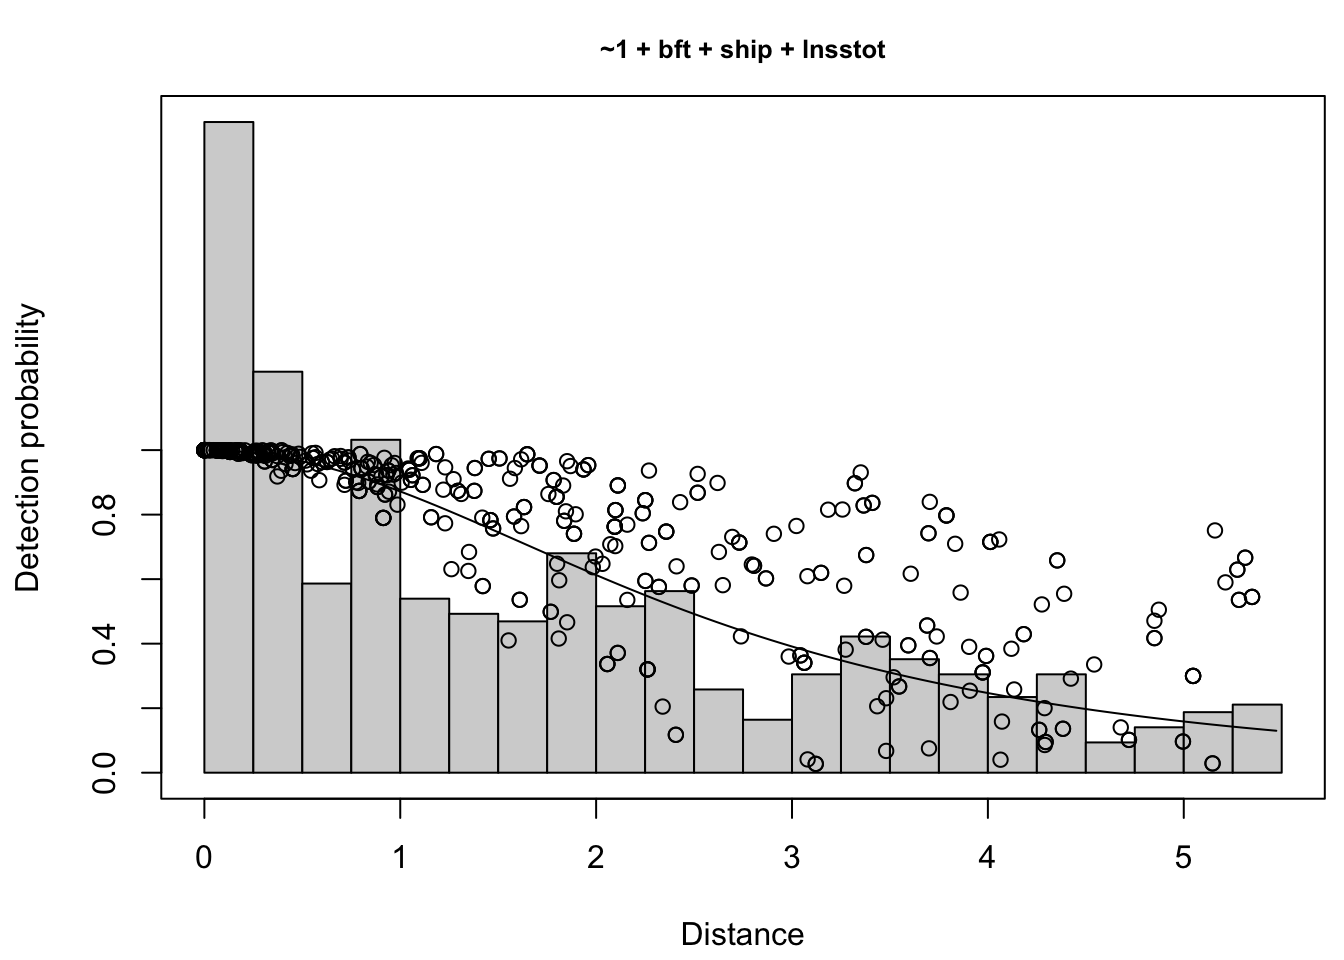 ~1 + bft + ship + lnsstot
Detection probability
0.8
0.4
0.0
0 1 2 3 4 5
Distance